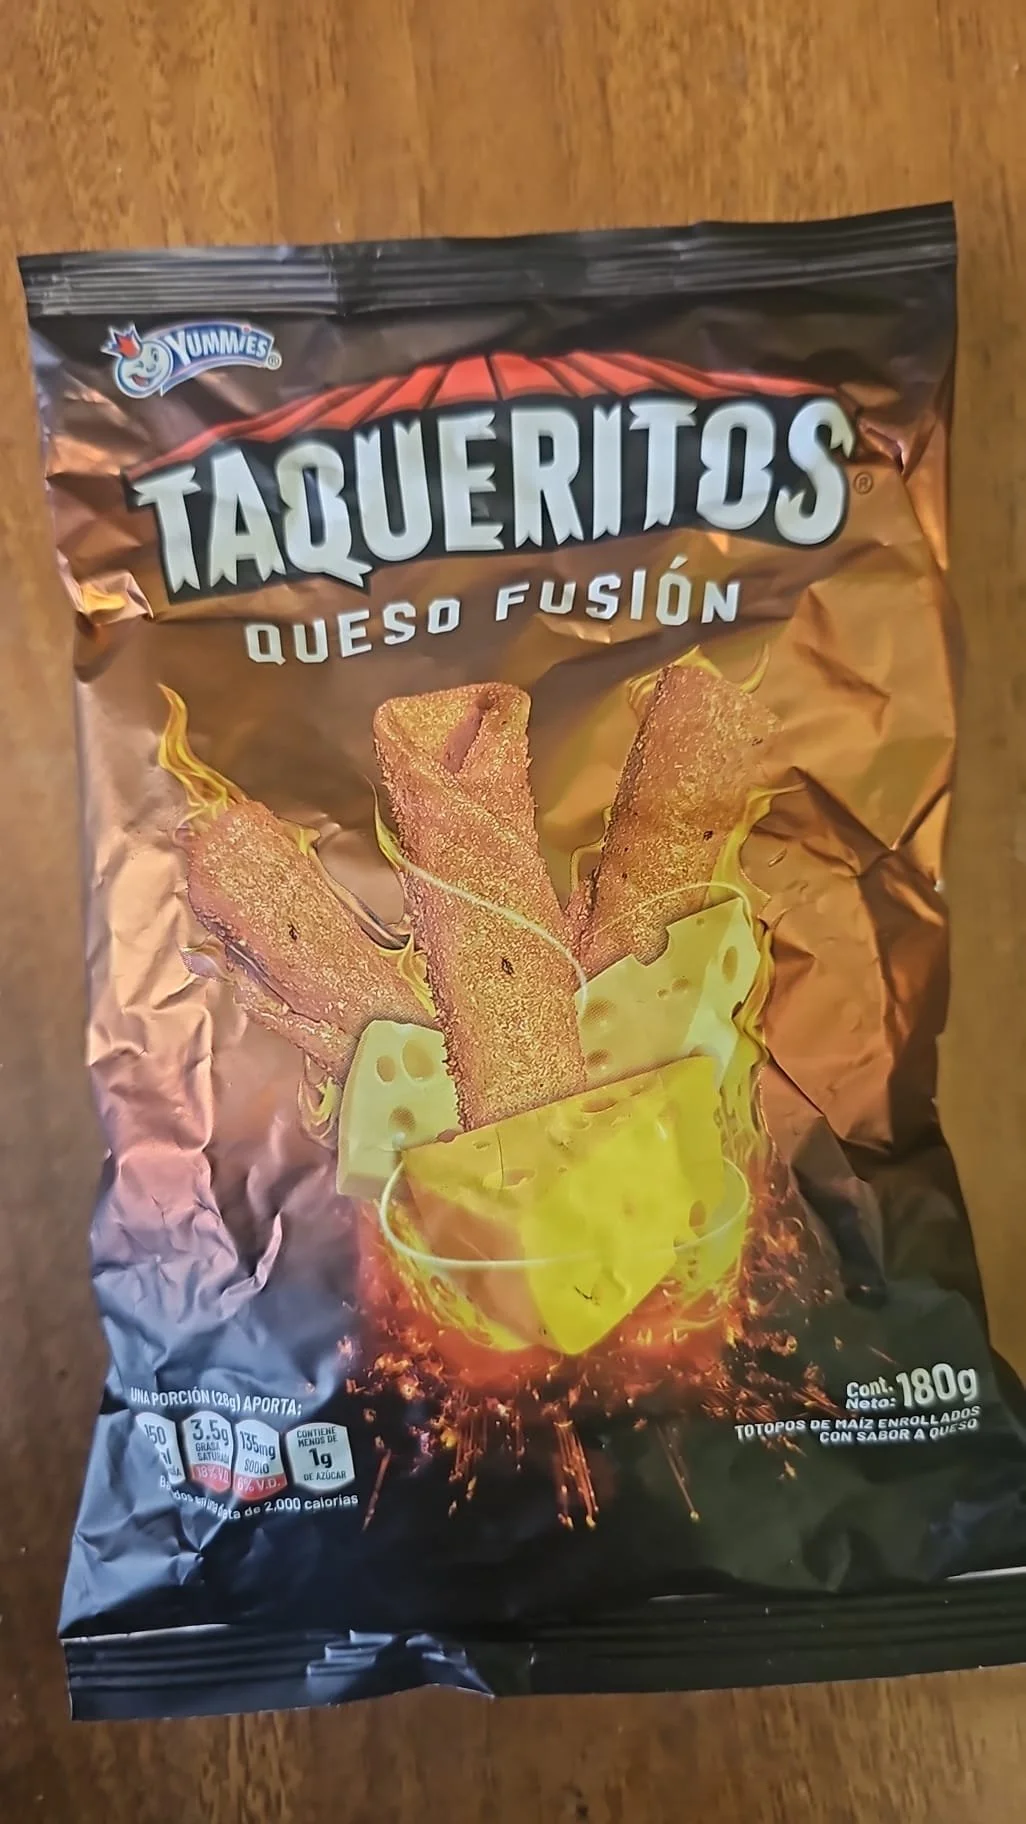 YUMMIES®
TAQUERITOS®
QUESO FUSIÓN
Cont. Neto: 180g
TOTOPOS DE MAÍZ ENROLLADOS
CON SABOR A QUESO
UNA PORCIÓN (28g) APORTA:
150
3.5g
GRASA
SATURADA
18% V.D.
135mg
SODIO
6% V.D.
CONTIENE
MENOS DE
1g
DE AZÚCAR
de 2,000 calorías